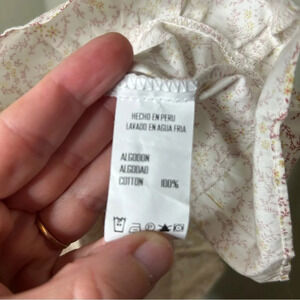 HECHO EN PERU
LAVADO EN AGUA FRIA
ALGODON
ALGODAO
COTTON 100%